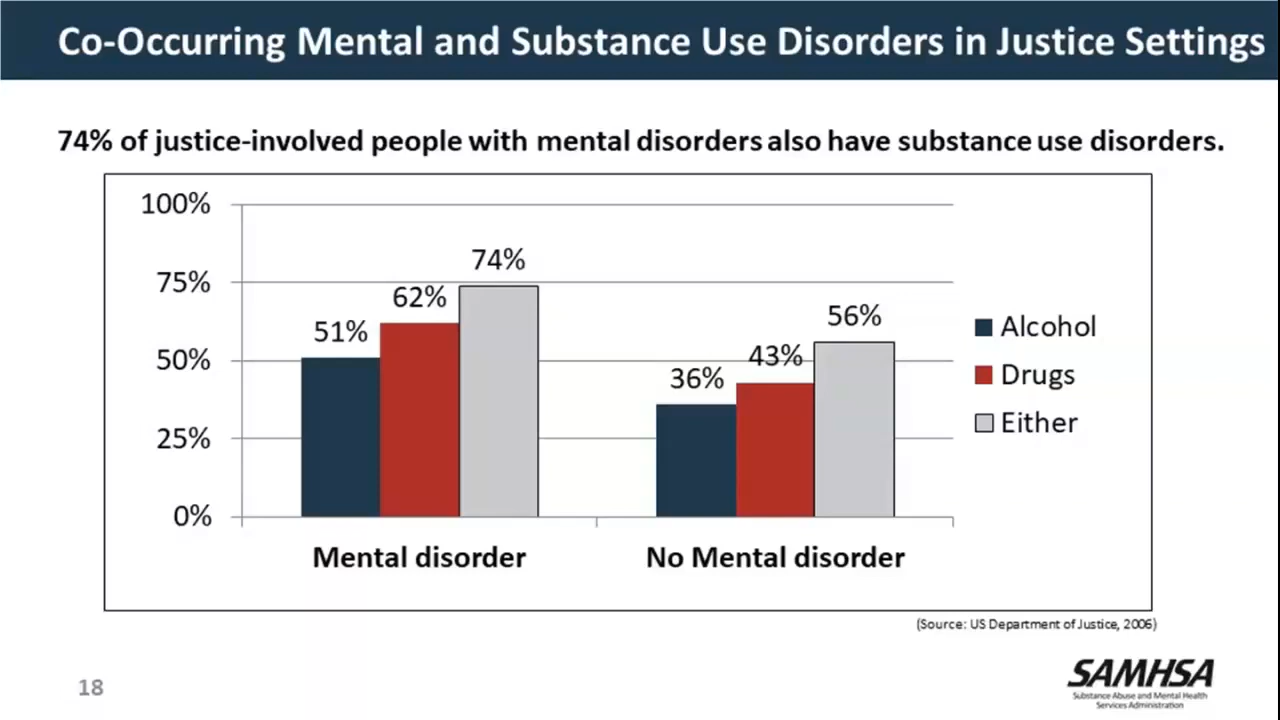 Co-Occurring Mental and Substance Use Disorders in Justice Settings
74% of justice-involved people with mental disorders also have substance use disorders.
100%
75%
50%
25%
0%
51%
62%
74%
36%
43%
56%
Mental disorder
No Mental disorder
Alcohol
Drugs
Either
(Source: US Department of Justice, 2006)
18
SAMHSA
Substance Abuse and Mental Health
Services Administration